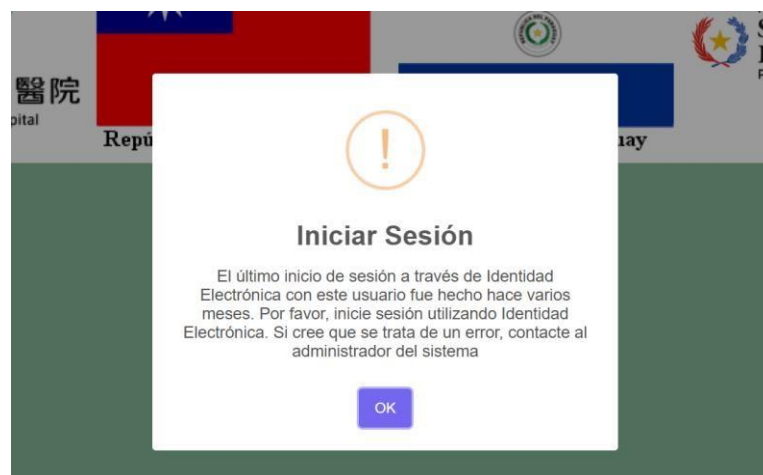 醫院
pital
Repú
uay
Iniciar Sesión
El último inicio de sesión a través de Identidad
Electrónica con este usuario fue hecho hace varios
meses. Por favor, inicie sesión utilizando Identidad
Electrónica. Si cree que se trata de un error, contacte al
administrador del sistema
OK